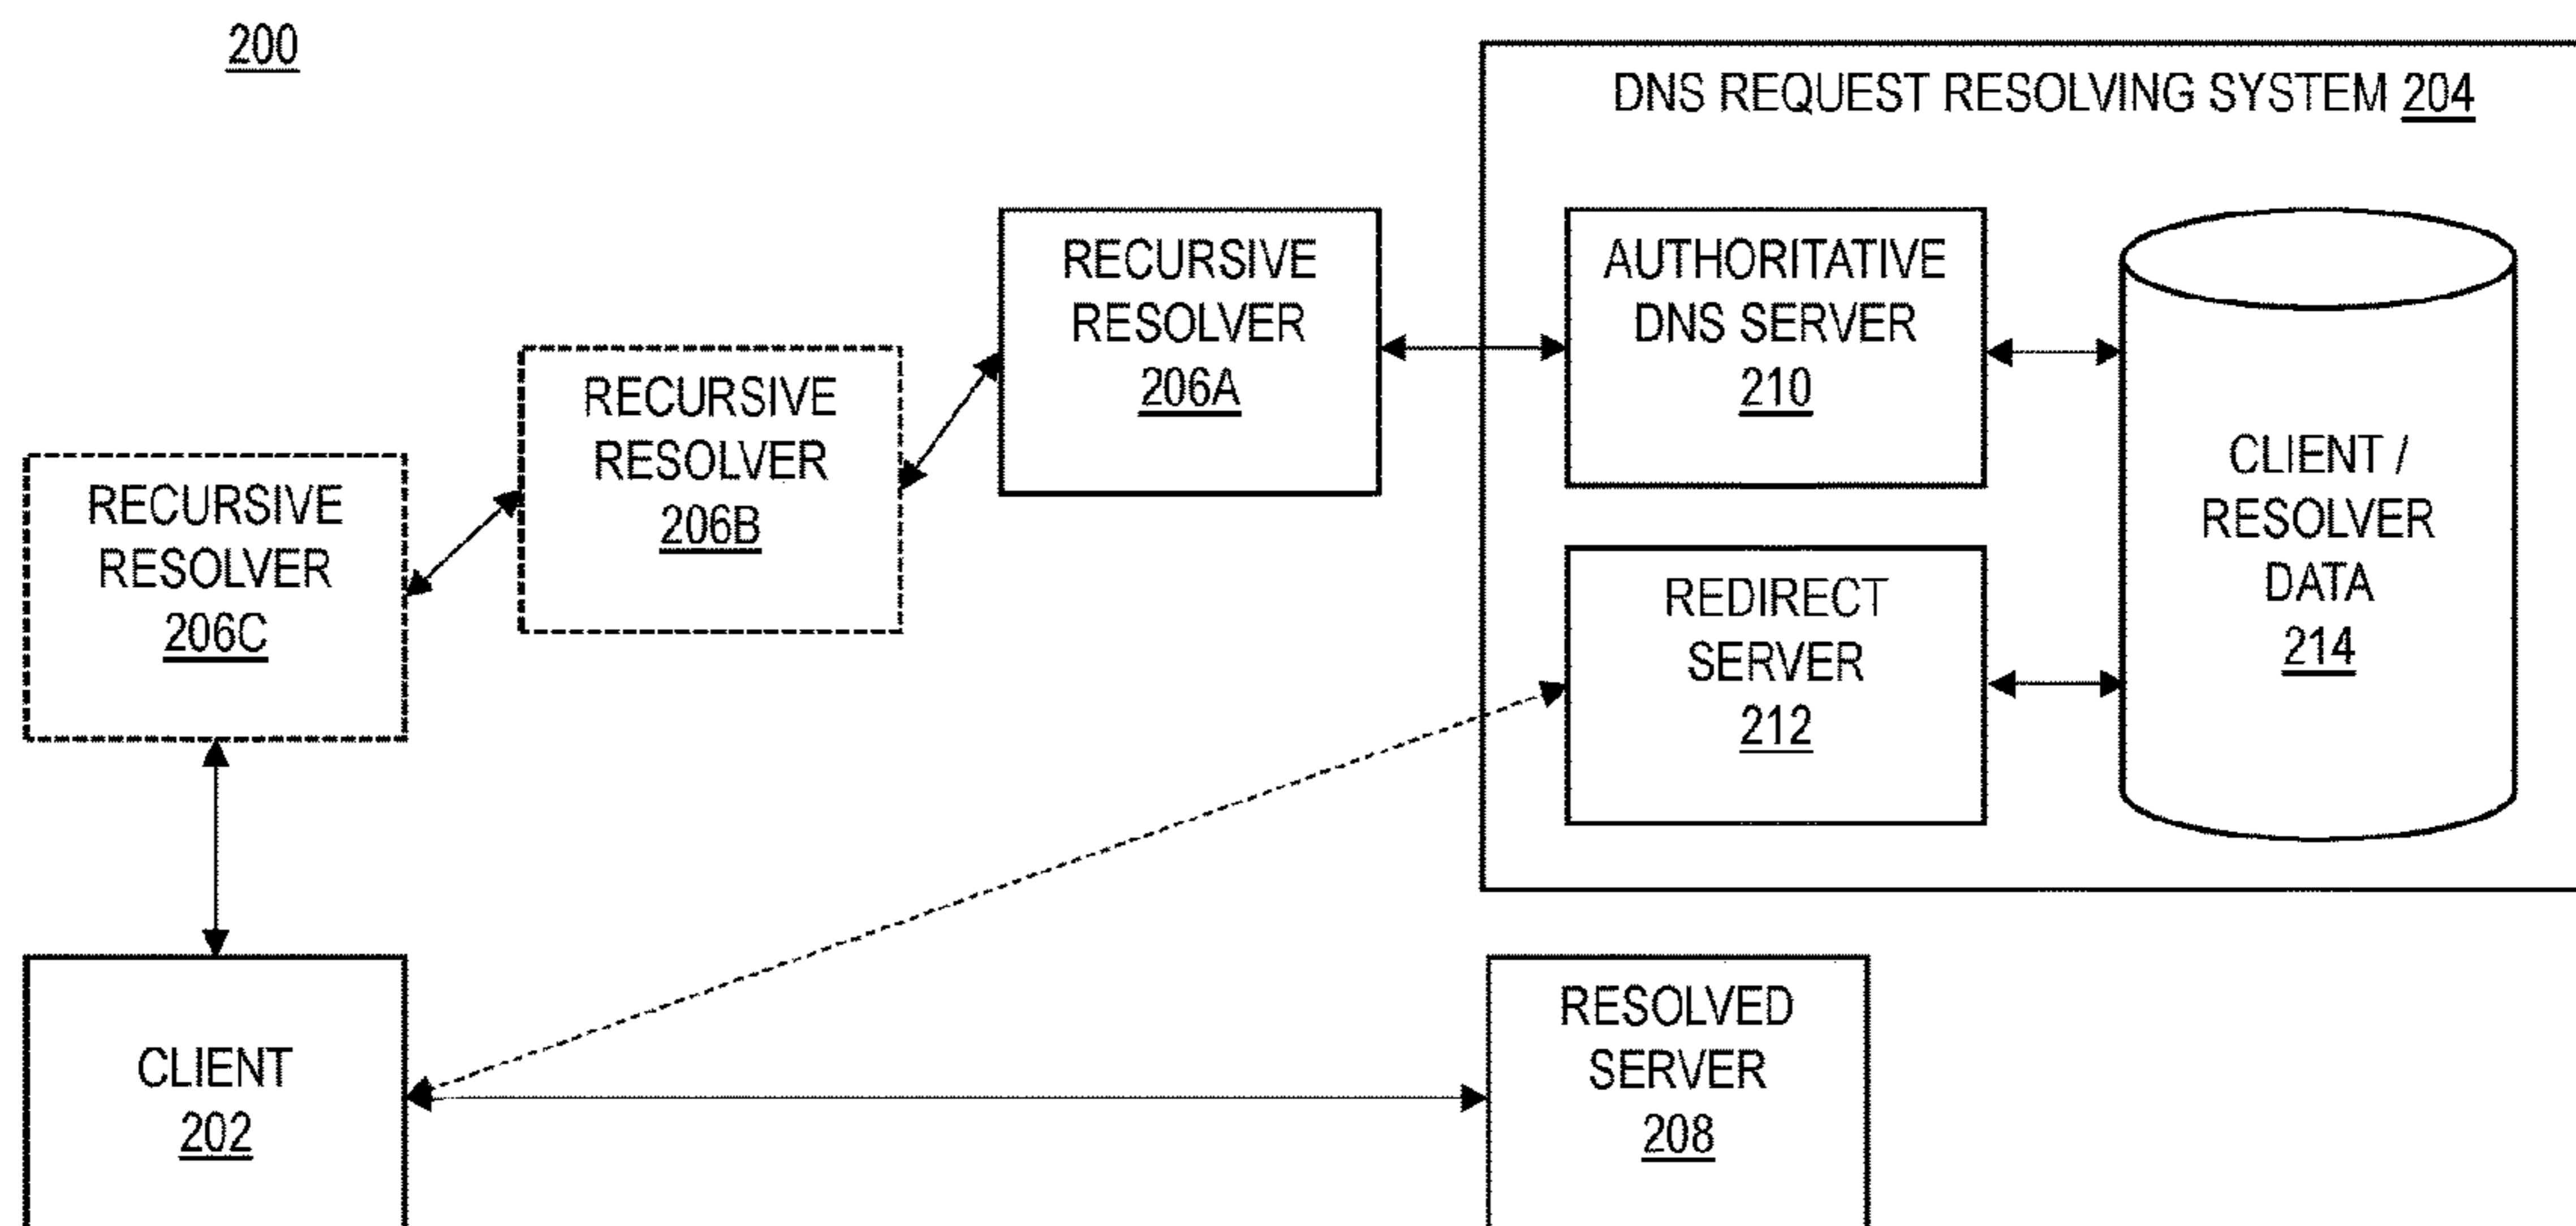 200
DNS REQUEST RESOLVING SYSTEM 204
RECURSIVE
RESOLVER
206A
AUTHORITATIVE
DNS SERVER
210
RECURSIVE
RESOLVER
206B
CLIENT /
RESOLVER
DATA
214
RECURSIVE
RESOLVER
206C
REDIRECT
SERVER
212
CLIENT
202
RESOLVED
SERVER
208